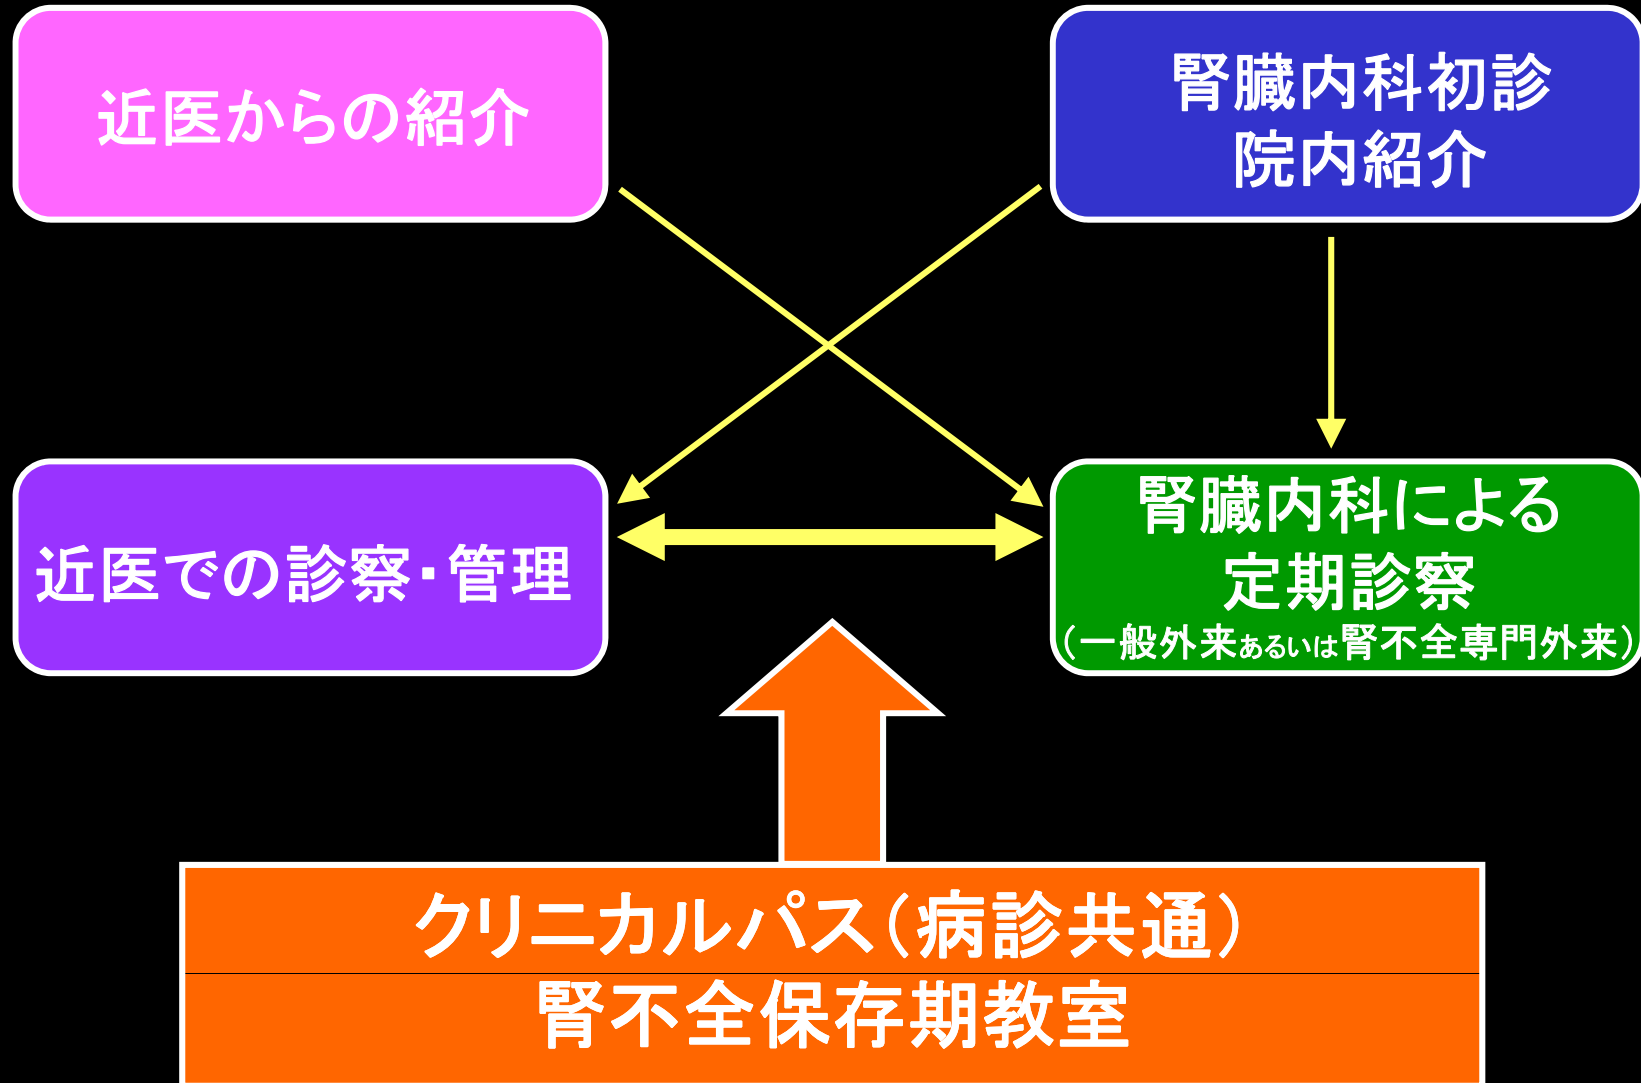 近医からの紹介
腎臓内科初診
院内紹介
近医での診察・管理
腎臓内科による
定期診察
（一般外来あるいは腎不全専門外来）
クリニカルパス（病診共通）
腎不全保存期教室